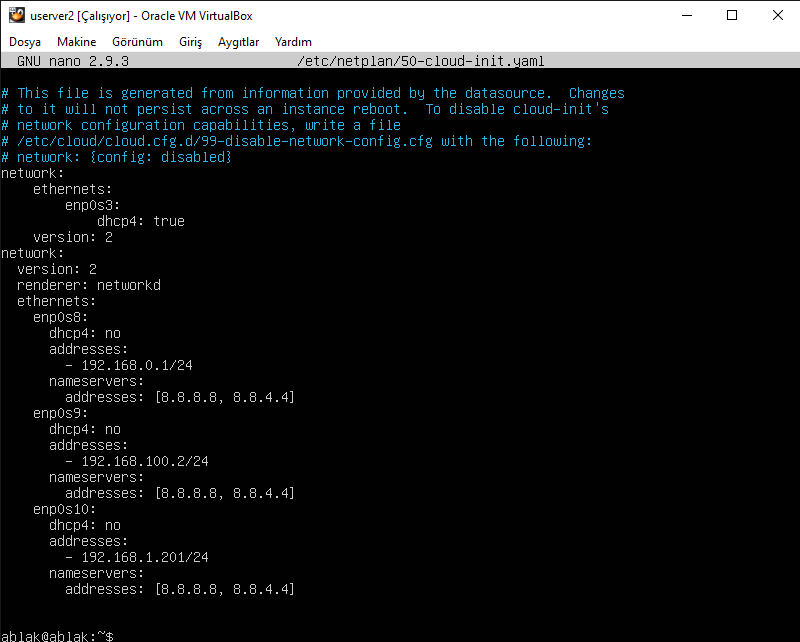 userver2 [Çalışıyor] - Oracle VM VirtualBox
Dosya Makine Görünüm Giriş Aygıtlar Yardım
GNU nano 2.9.3 /etc/netplan/50-cloud-init.yaml
# This file is generated from information provided by the datasource.  Changes
# to it will not persist across an instance reboot.  To disable cloud-init's
# network configuration capabilities, write a file
# /etc/cloud/cloud.cfg.d/99-disable-network-config.cfg with the following:
# network: {config: disabled}
network:
    ethernets:
        enp0s3:
            dhcp4: true
    version: 2
network:
  version: 2
  renderer: networkd
  ethernets:
    enp0s8:
      dhcp4: no
      addresses:
        - 192.168.0.1/24
      nameservers:
        addresses: [8.8.8.8, 8.8.4.4]
    enp0s9:
      dhcp4: no
      addresses:
        - 192.168.100.2/24
      nameservers:
        addresses: [8.8.8.8, 8.8.4.4]
    enp0s10:
      dhcp4: no
      addresses:
        - 192.168.1.201/24
      nameservers:
        addresses: [8.8.8.8, 8.8.4.4]
ablak@ablak:~$